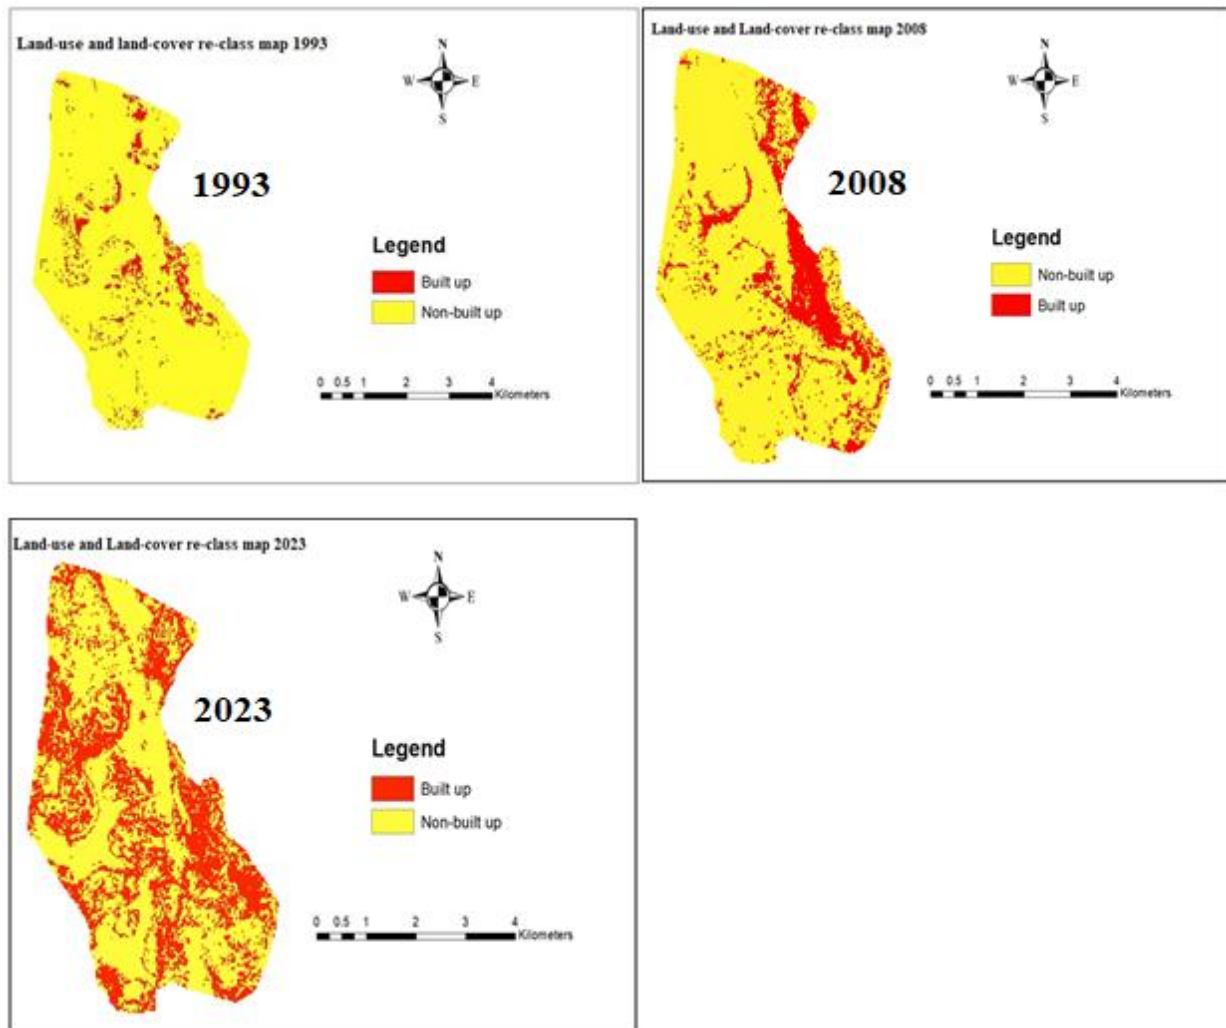 Land-use and land-cover re-class map 1993
N
W E
S
1993
Legend
Built up
Non-built up
0 0.5 1 2 3 4
Kilometers
Land-use and Land-cover re-class map 2008
N
W E
S
2008
Legend
Non-built up
Built up
0 0.5 1 2 3 4
Kilometers
Land-use and Land-cover re-class map 2023
N
W E
S
2023
Legend
Built up
Non-built up
0 0.5 1 2 3 4
Kilometers